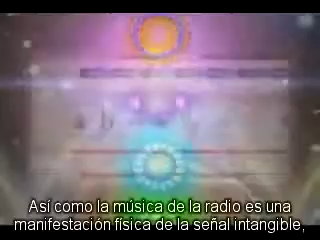 Así como la música de la radio es una
manifestación física de la señal intangible,